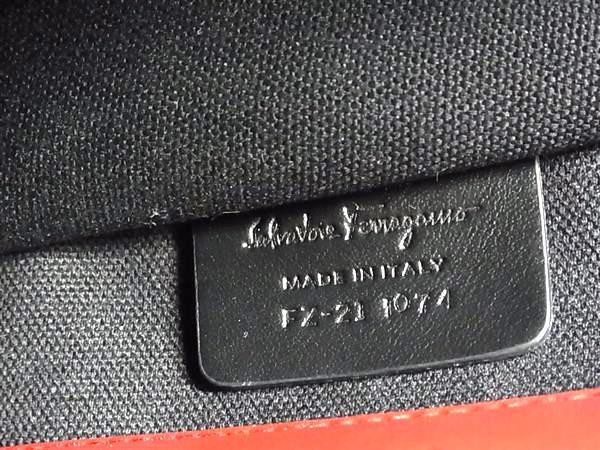 Salvatore Ferragamo
MADE IN ITALY
FZ-21 1074